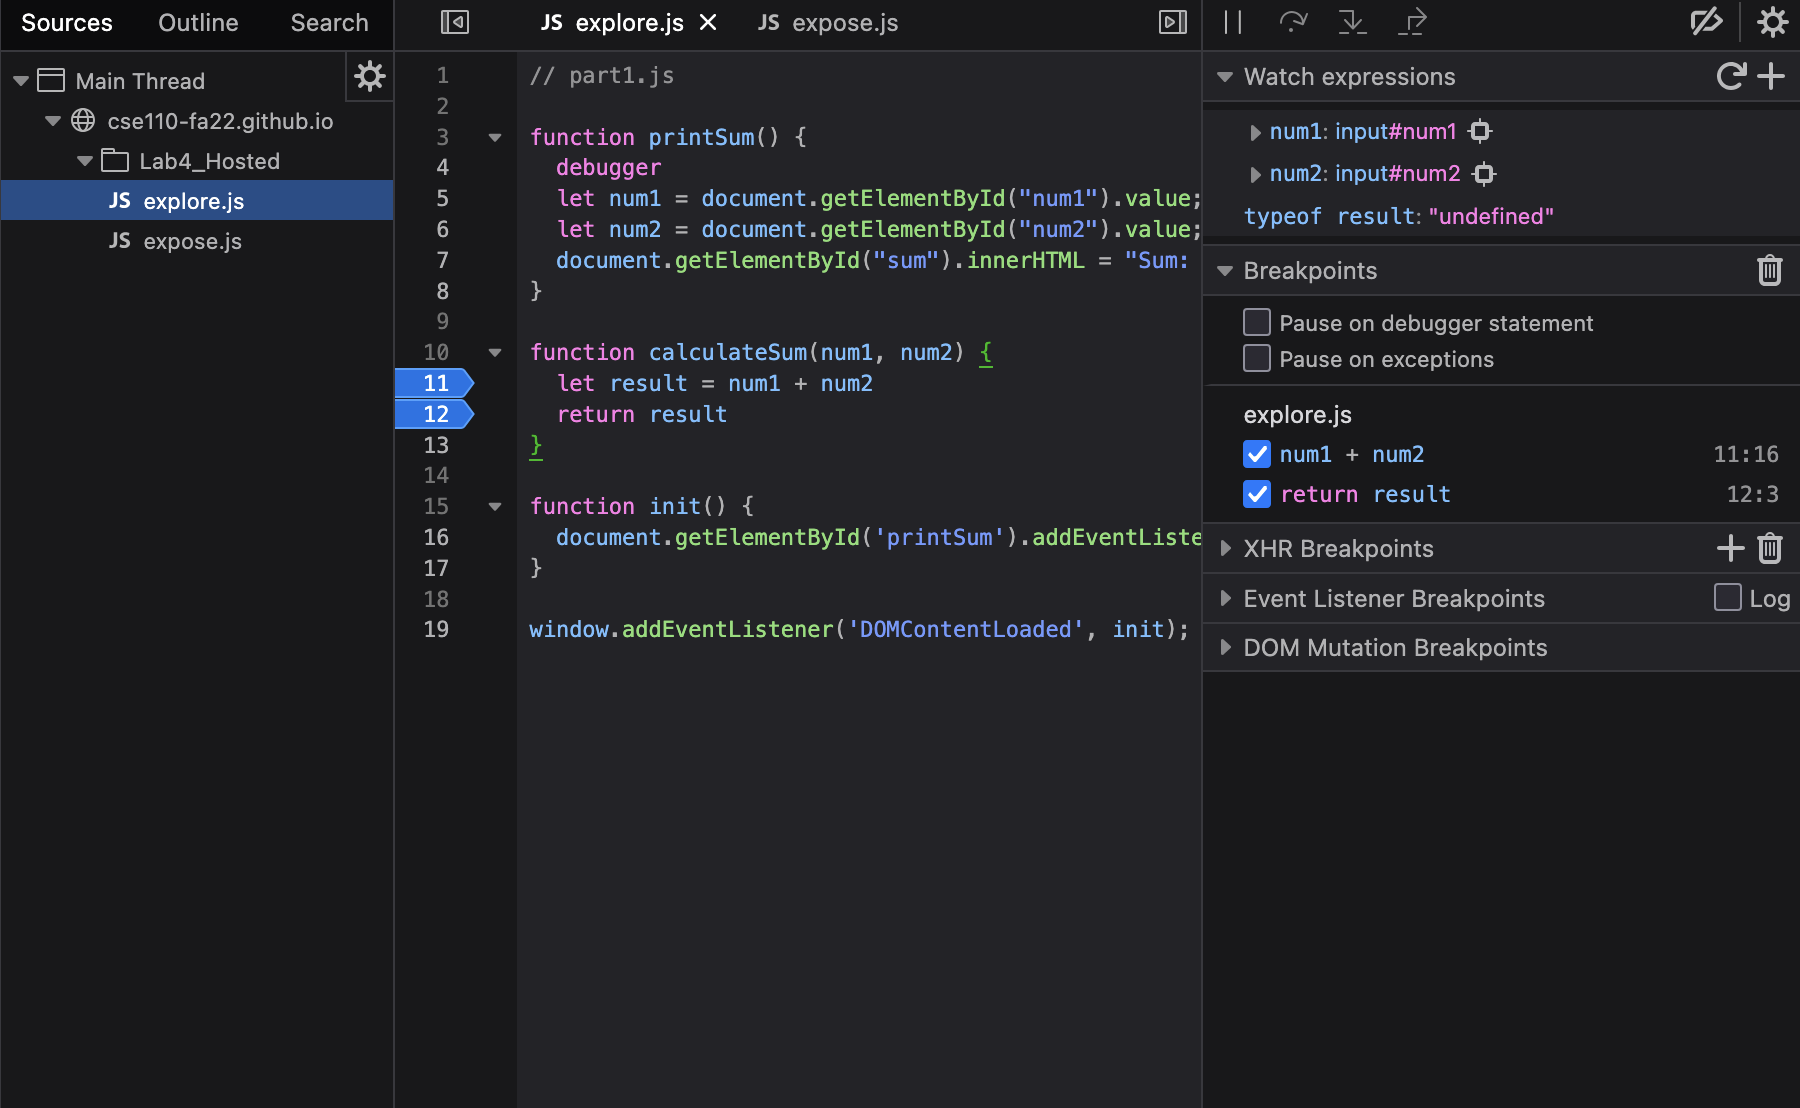 Sources Outline Search
Main Thread
cse110-fa22.github.io
Lab4_Hosted
JS explore.js
JS expose.js
JS explore.js JS expose.js
1 // part1.js
2
3 function printSum() {
4   debugger
5   let num1 = document.getElementById("num1").value;
6   let num2 = document.getElementById("num2").value;
7   document.getElementById("sum").innerHTML = "Sum:
8 }
9
10 function calculateSum(num1, num2) {
11   let result = num1 + num2
12   return result
13 }
14
15 function init() {
16   document.getElementById('printSum').addEventListe
17 }
18
19 window.addEventListener('DOMContentLoaded', init);
Watch expressions
num1: input#num1
num2: input#num2
typeof result: "undefined"
Breakpoints
Pause on debugger statement
Pause on exceptions
explore.js
num1 + num2 11:16
return result 12:3
XHR Breakpoints
Event Listener Breakpoints Log
DOM Mutation Breakpoints